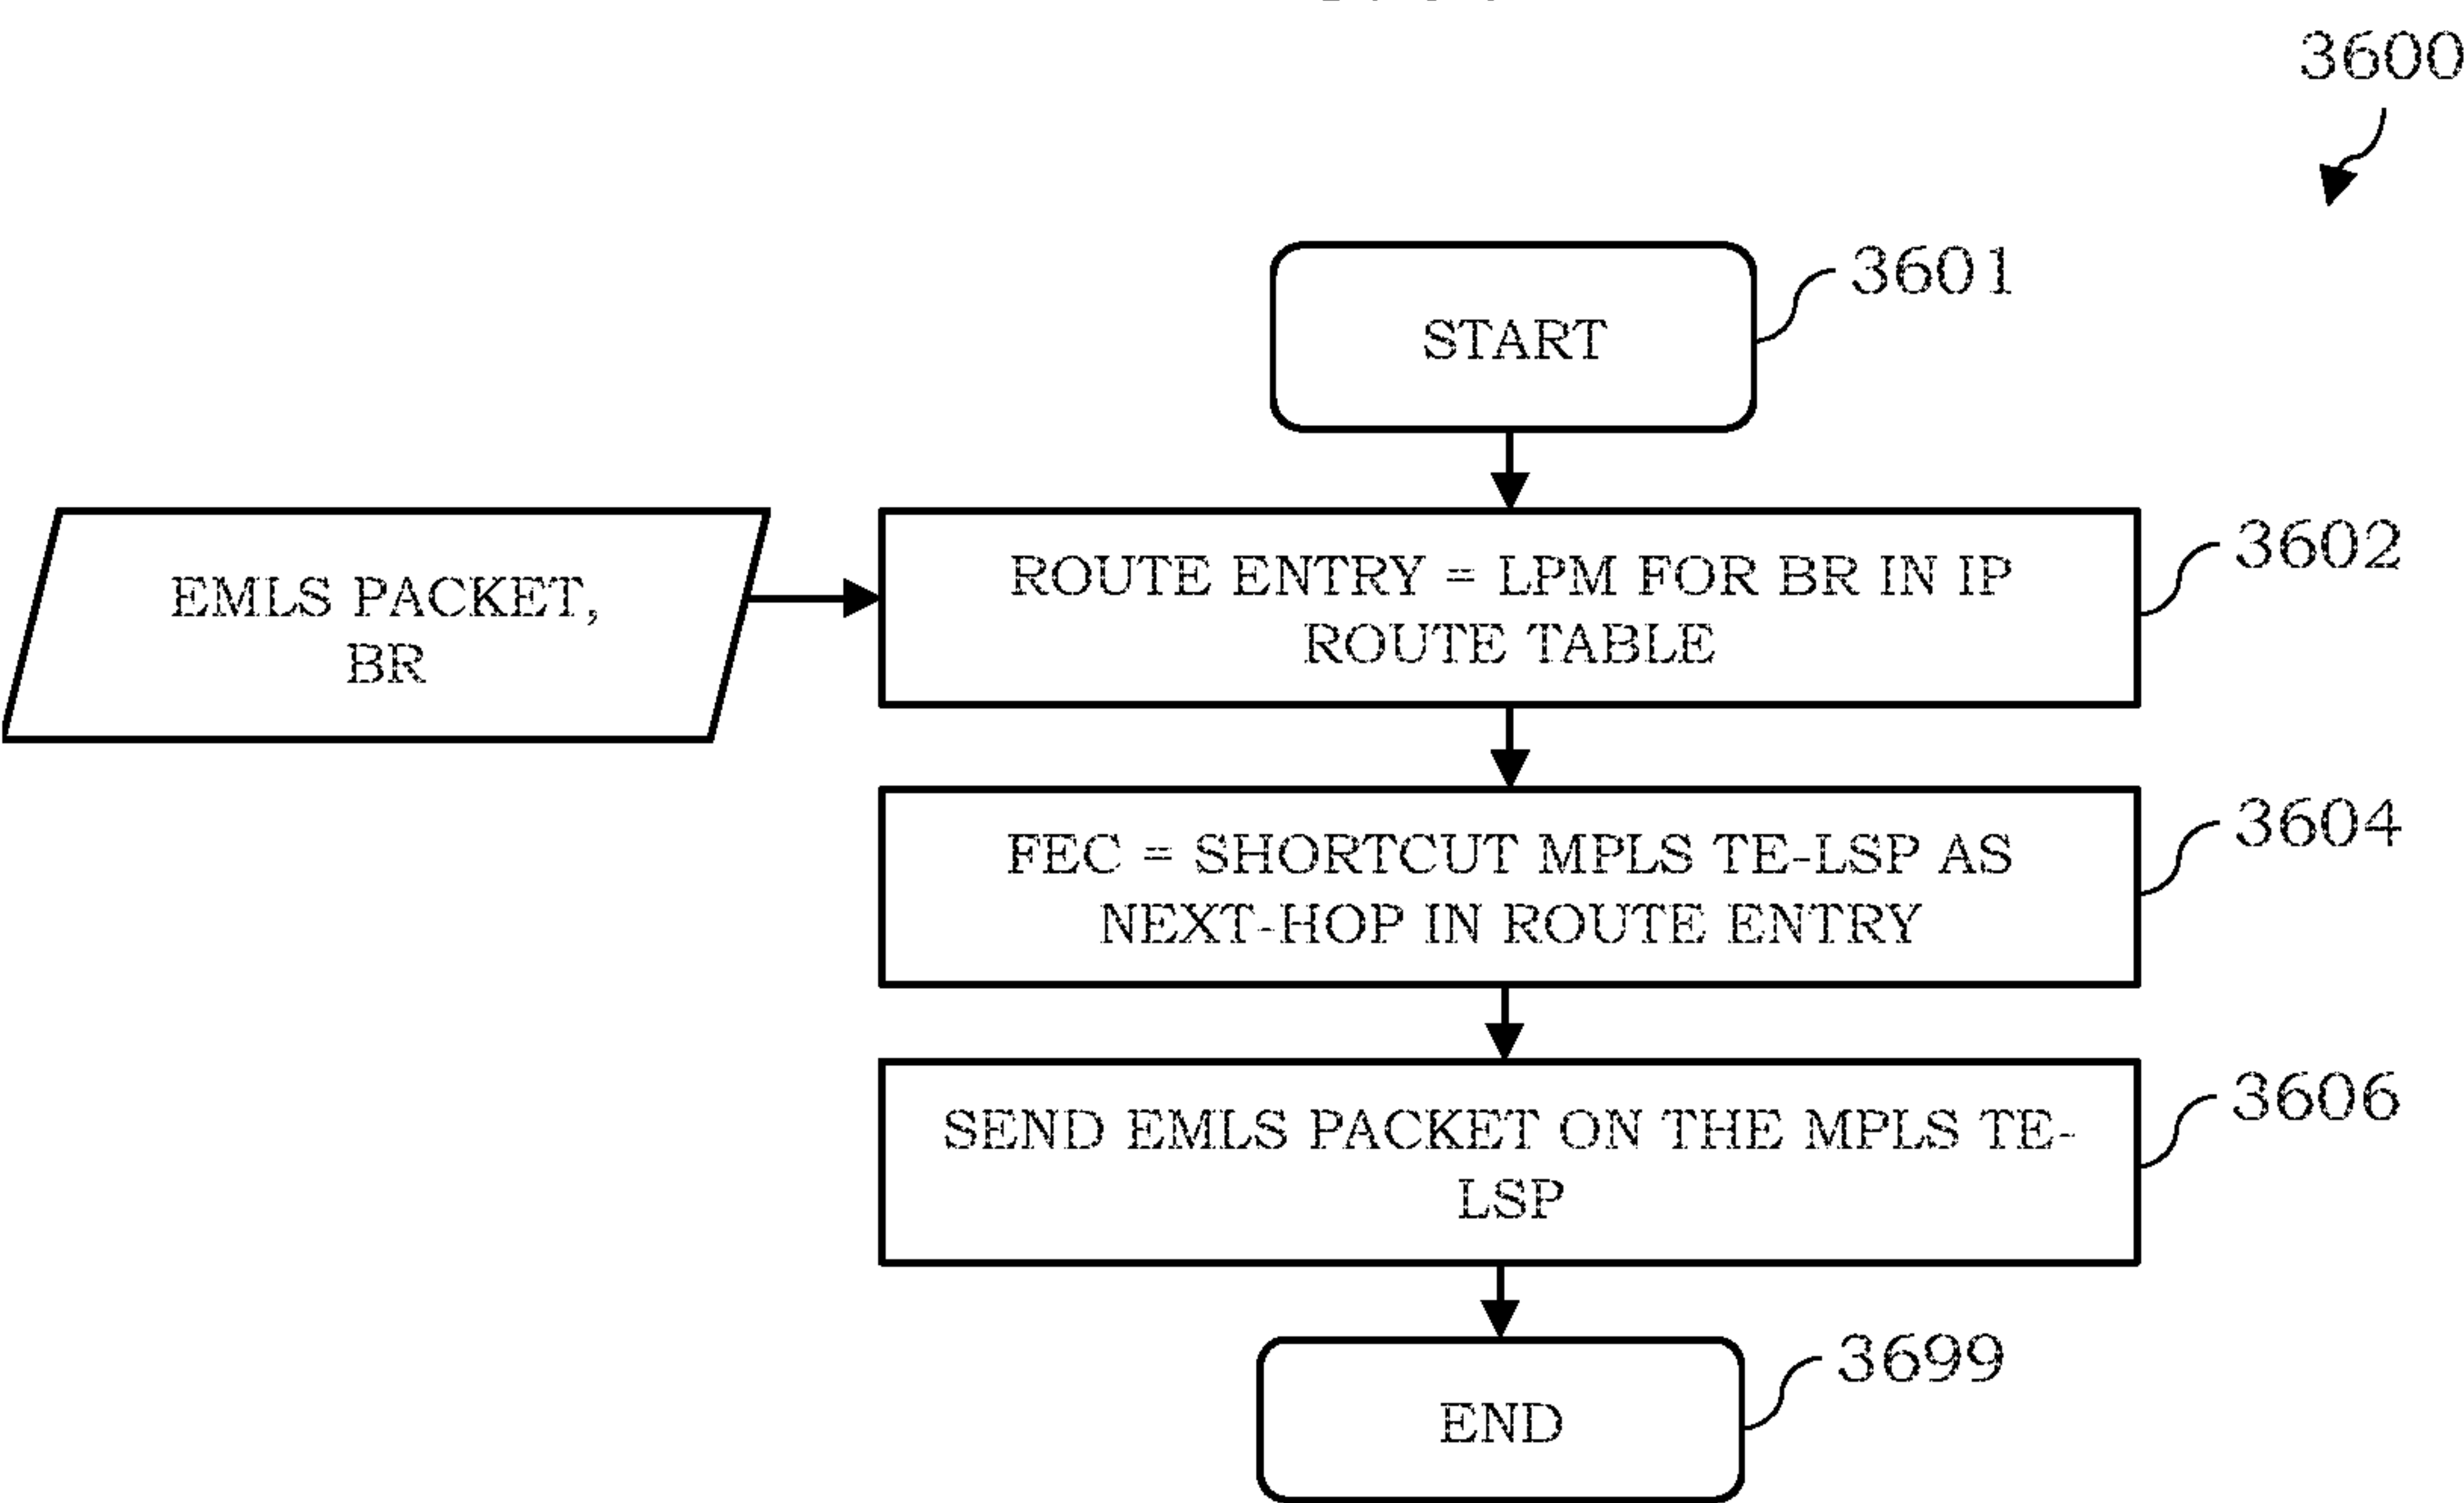 3600
3601
START
EMLS PACKET,
BR
ROUTE ENTRY = LPM FOR BR IN IP
ROUTE TABLE
3602
FEC = SHORTCUT MPLS TE-LSP AS
NEXT-HOP IN ROUTE ENTRY
3604
SEND EMLS PACKET ON THE MPLS TE-
LSP
3606
3699
END